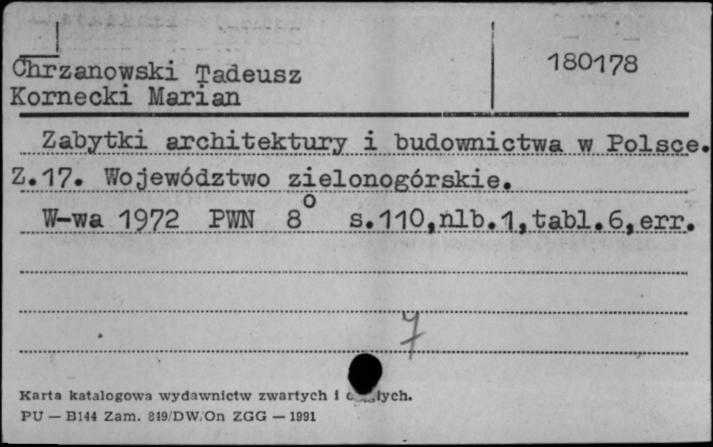 Chrzanowski Tadeusz
180178
Kornecki Marian
Zabytki architektury i budownictwa w Polsce.
Z.17. Województwo zielonogórskie.
W-wa 1972 PWN 8° s.110,nlb.1,tabl.6,err.
7
Karta katalogowa wydawnictw zwartych i
PU — B144 Zam. 819/DW/On ZGG — 1991